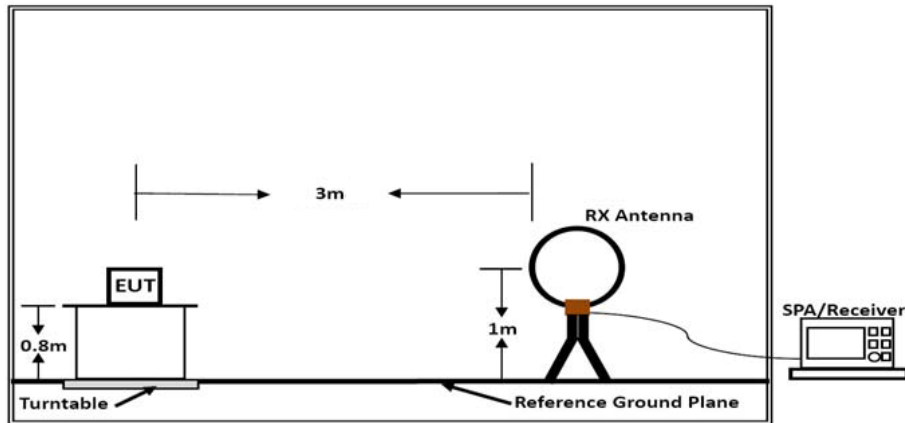 3m
RX Antenna
EUT
SPA/Receiver
0.8m
1m
Turntable
Reference Ground Plane